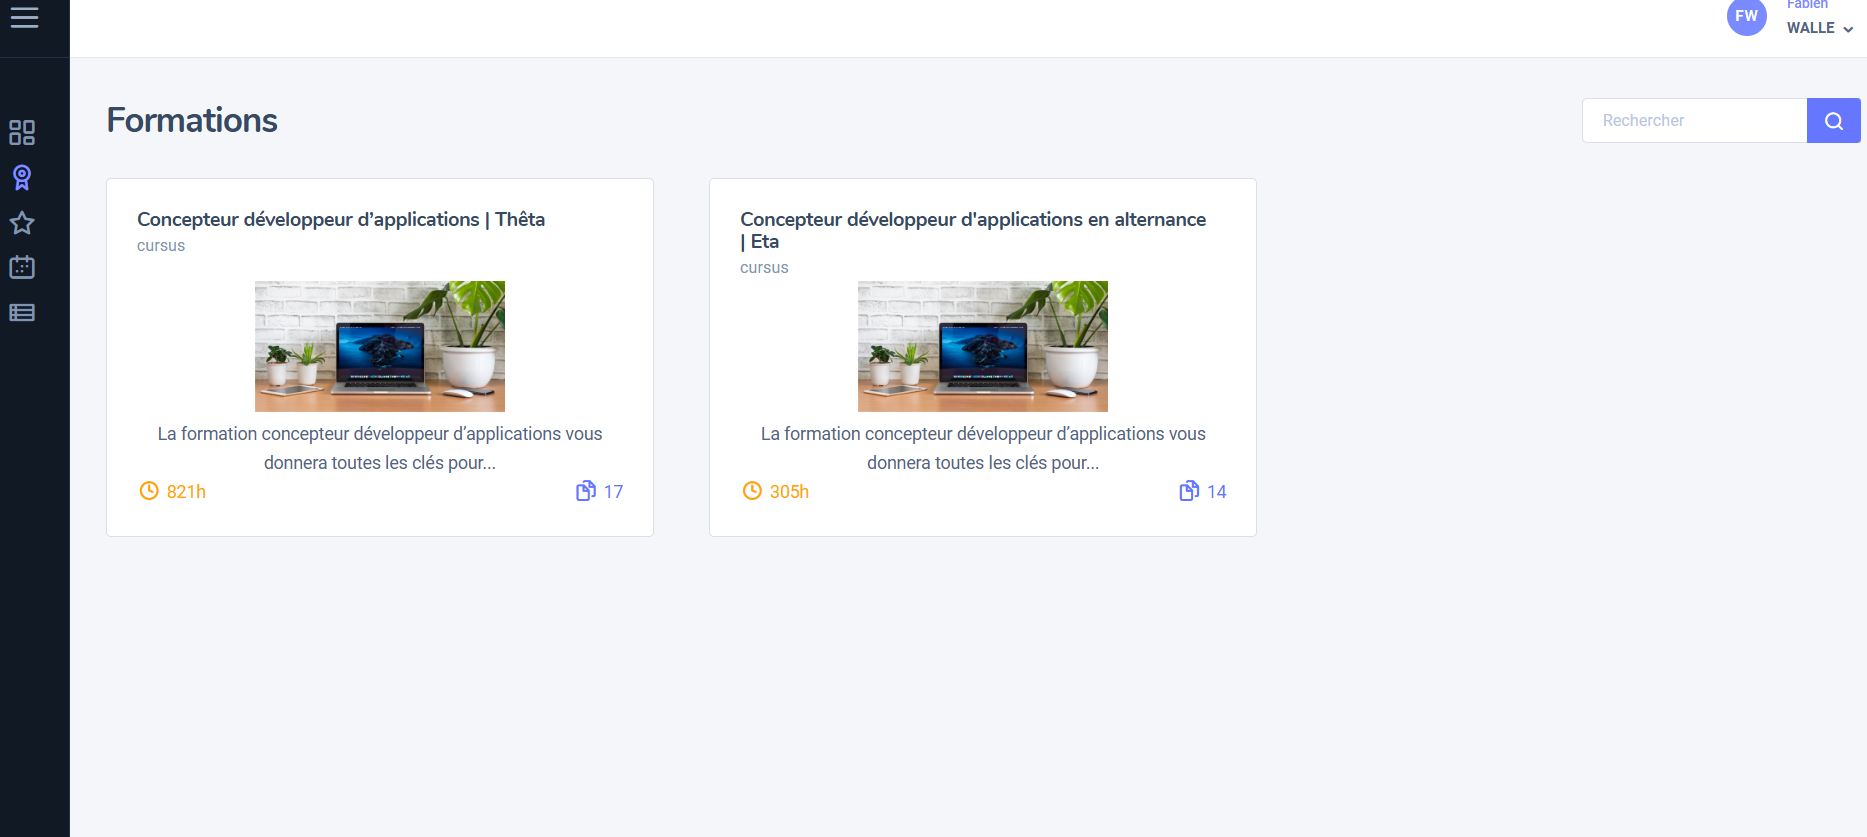 Fabien
FW
WALLE
Formations
Rechercher
Concepteur développeur d’applications | Thêta
cursus
La formation concepteur développeur d’applications vous
donnera toutes les clés pour...
821h
17
Concepteur développeur d'applications en alternance
| Eta
cursus
La formation concepteur développeur d’applications vous
donnera toutes les clés pour...
305h
14